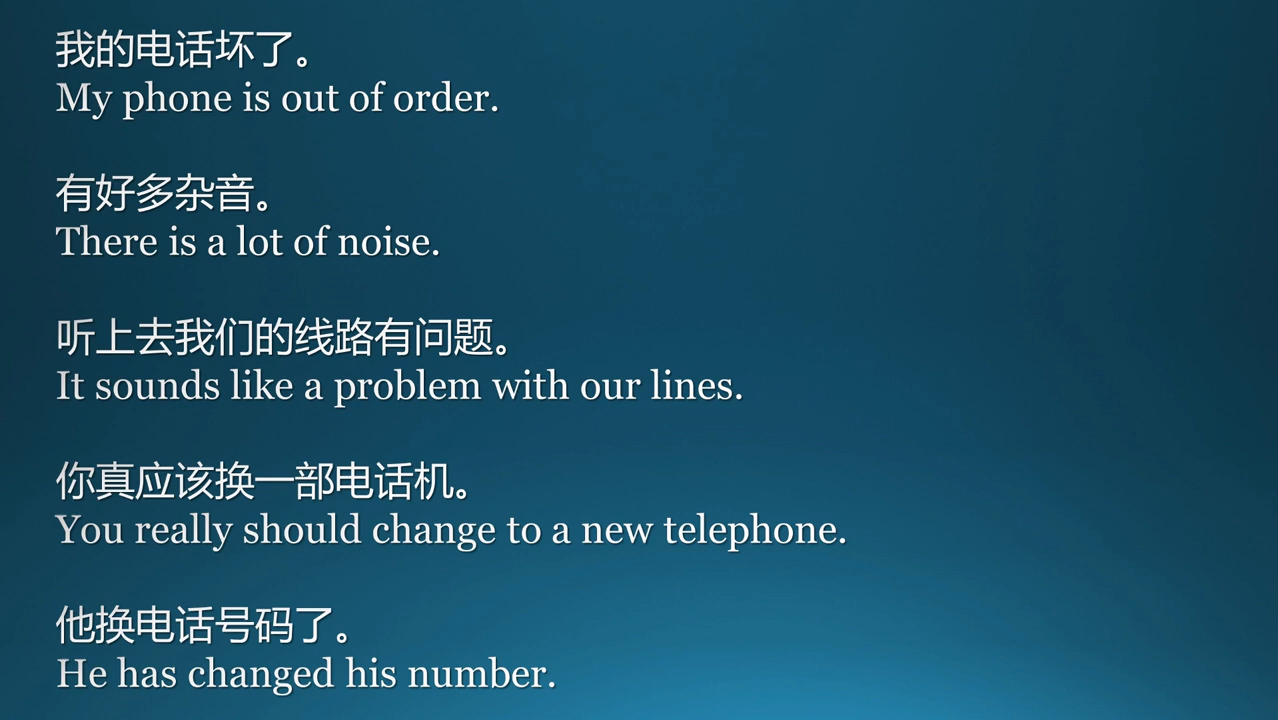 我的电话坏了。
My phone is out of order.
有好多杂音。
There is a lot of noise.
听上去我们的线路有问题。
It sounds like a problem with our lines.
你真应该换一部电话机。
You really should change to a new telephone.
他换电话号码了。
He has changed his number.